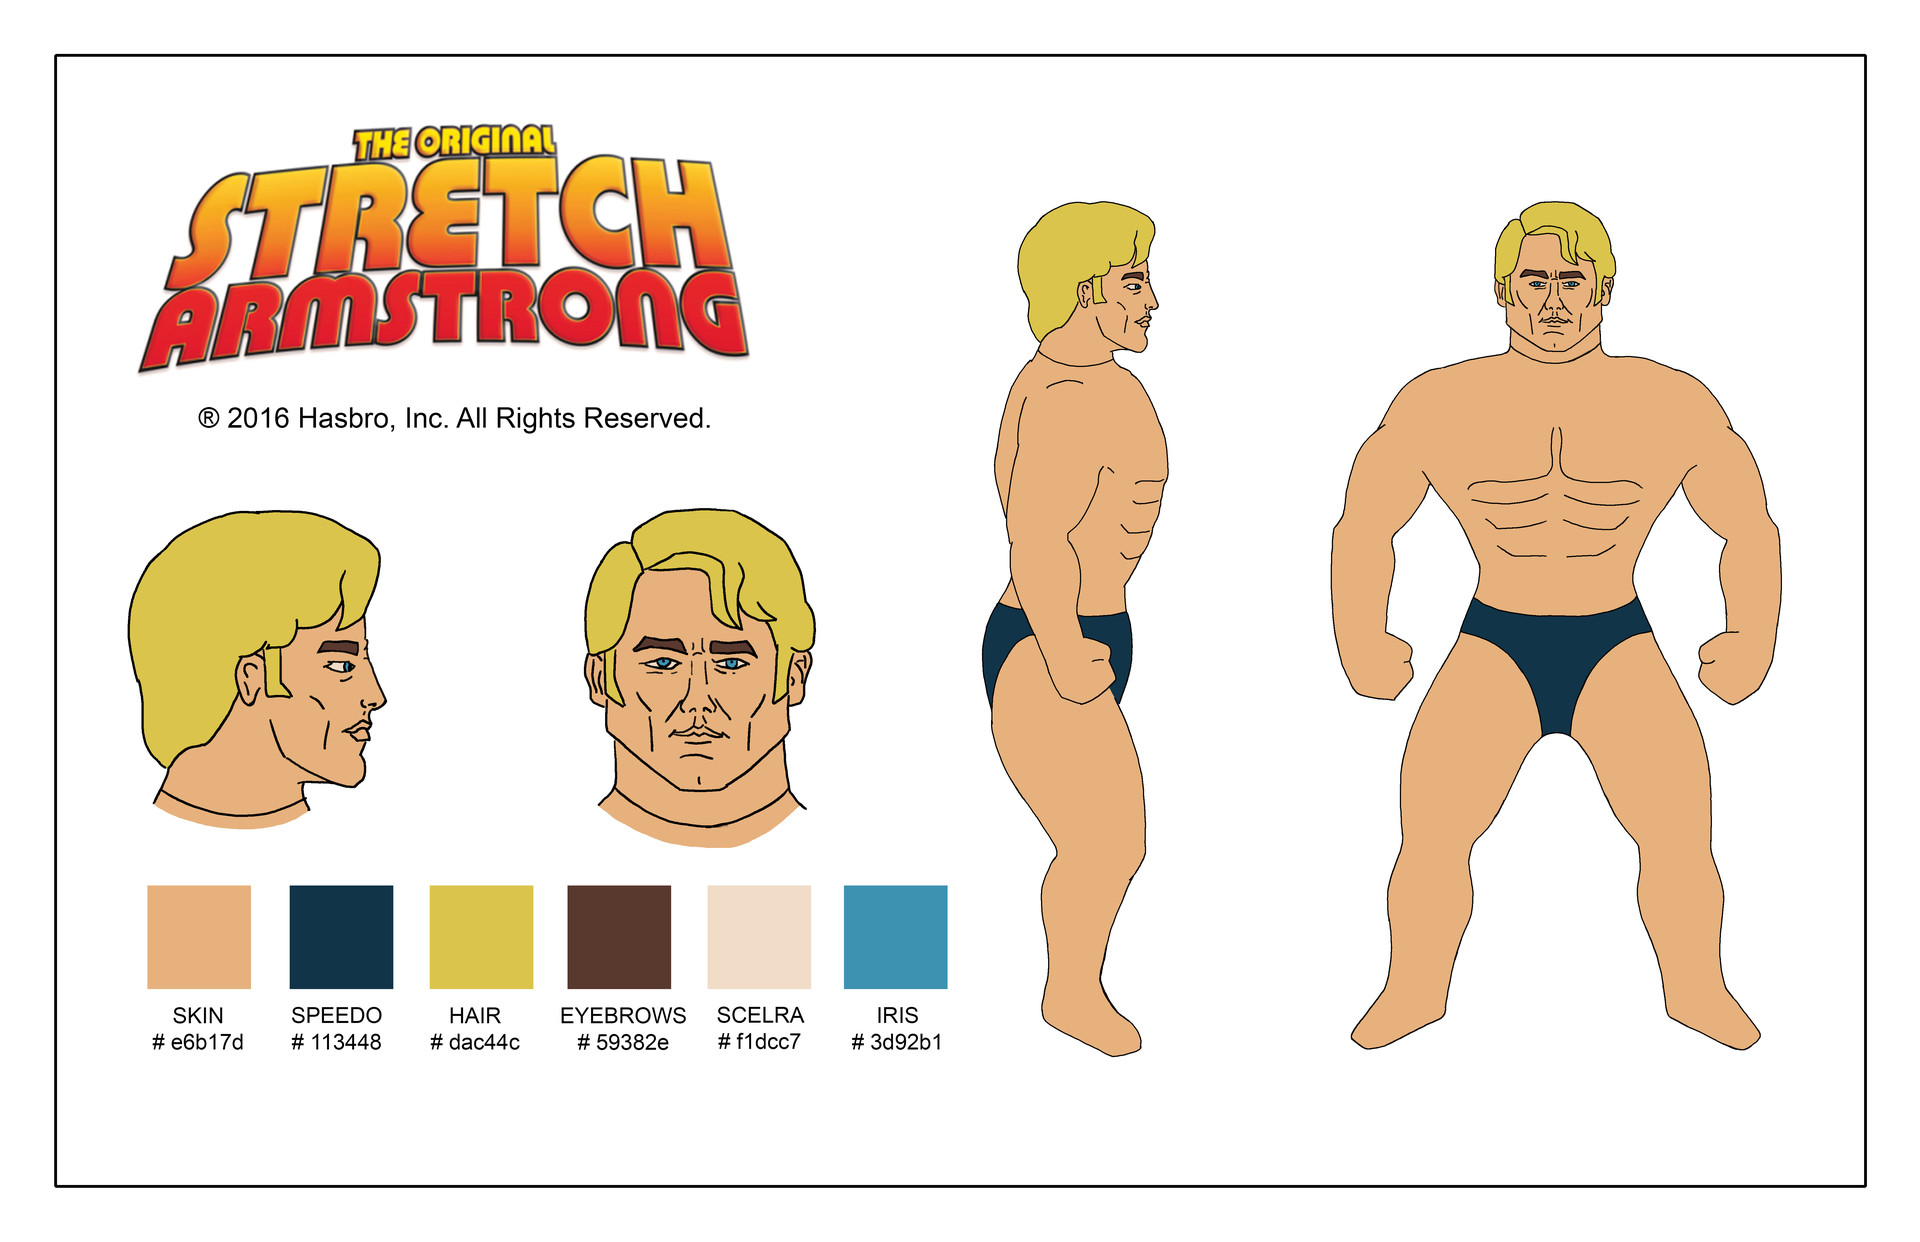 THE ORIGINAL
STRETCH
ARMSTRONG
® 2016 Hasbro, Inc. All Rights Reserved.
SKIN SPEEDO HAIR EYEBROWS SCELRA IRIS
# e6b17d # 113448 # dac44c # 59382e # f1dcc7 # 3d92b1